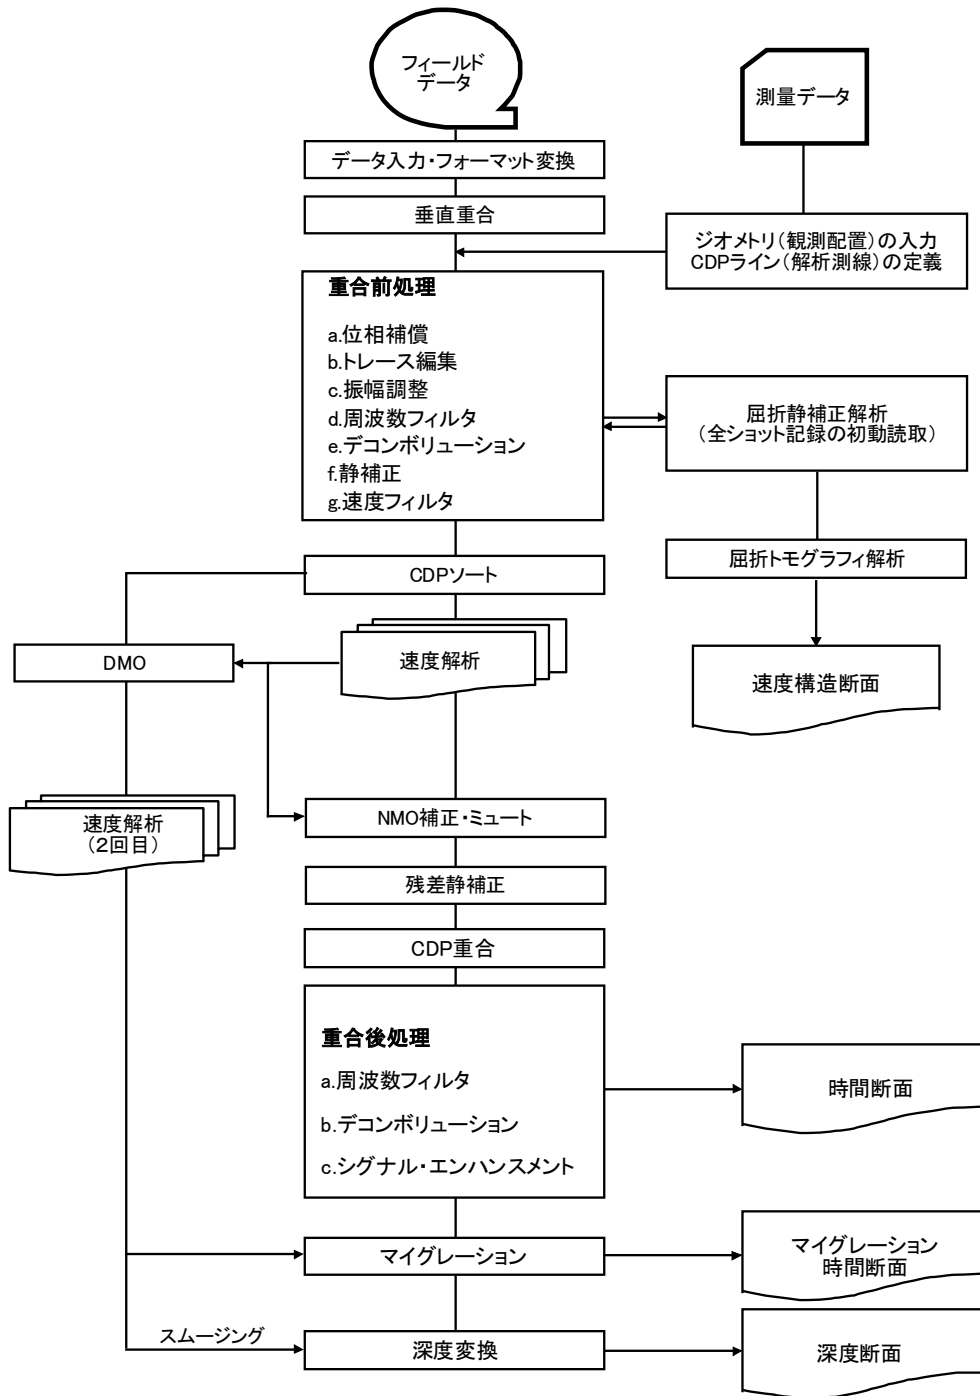 フィールド
データ
測量データ
データ入力・フォーマット変換
垂直重合
ジオメトリ（観測配置）の入力
CDPライン（解析測線）の定義
重合前処理
a.位相補償
b.トレース編集
c.振幅調整
d.周波数フィルタ
e.デコンボリューション
f.静補正
g.速度フィルタ
屈折静補正解析
（全ショット記録の初動読取）
CDPソート
屈折トモグラフィ解析
DMO
速度解析
速度構造断面
速度解析
（2回目）
NMO補正・ミュート
残差静補正
CDP重合
重合後処理
a.周波数フィルタ
b.デコンボリューション
c.シグナル・エンハンスメント
時間断面
マイグレーション
マイグレーション
時間断面
スムージング
深度変換
深度断面